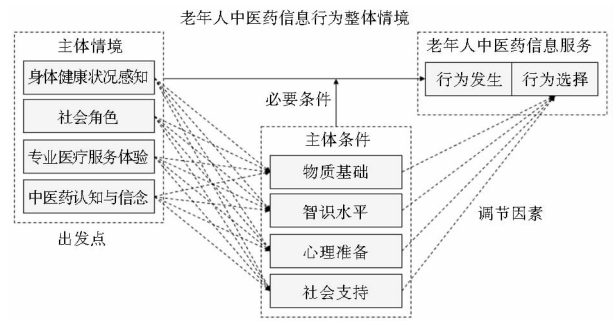 老年人中医药信息行为整体情境
主体情境
身体健康状况感知
社会角色
专业医疗服务体验
中医药认知与信念
出发点
必要条件
主体条件
物质基础
智识水平
心理准备
社会支持
老年人中医药信息服务
行为发生
行为选择
调节因素